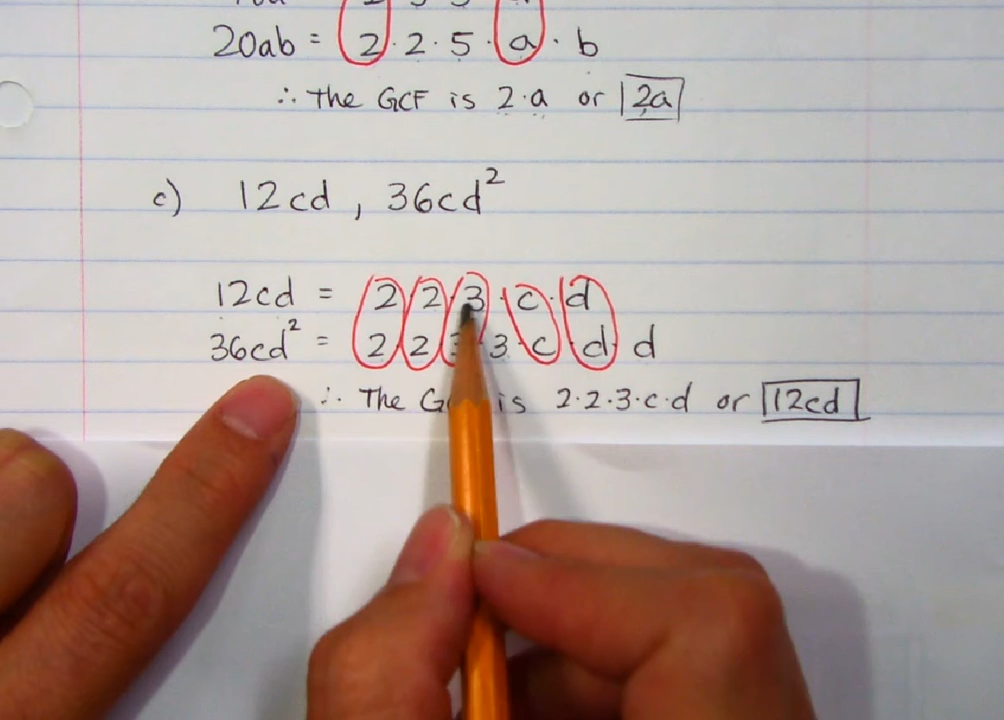 20ab = 2 · 2 · 5 · a · b
∴ The GCF is 2·a or 2a
c) 12cd , 36cd²
12cd = 2 · 2 · 3 · c · d
36cd² = 2 · 2 · 3 · c · d · d
∴ The is 2·2·3·c·d or 12cd